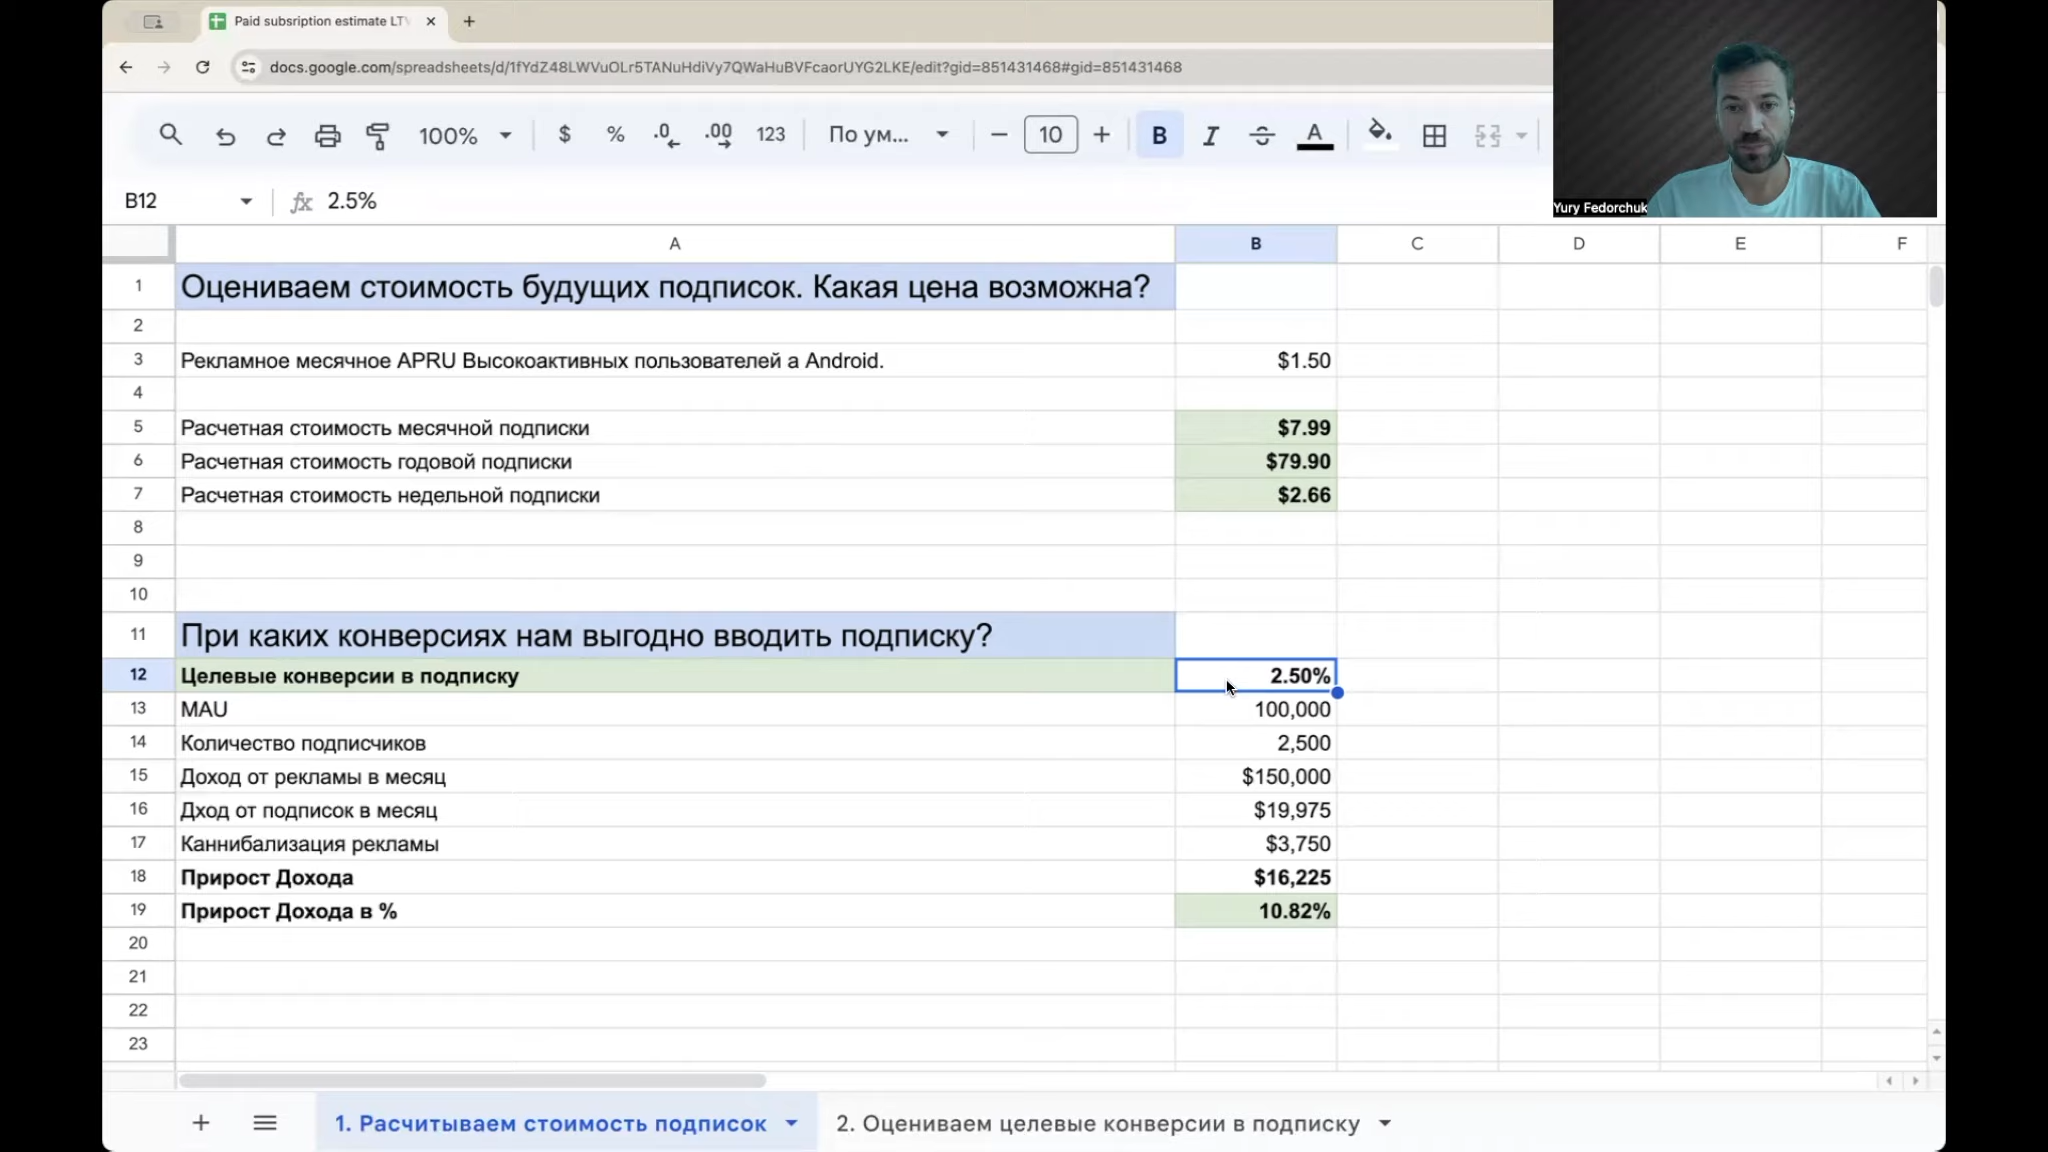 Paid subsription estimate LTV
docs.google.com/spreadsheets/d/1fYdZ48LWVuOLr5TANuHdiVy7QWaHuBVFcaorUYG2LKE/edit?gid=851431468#gid=851431468
100% $ % .0 .00 123 По ум... − 10 + B I S A
B12 fx 2.5%
Yury Fedorchuk
A B C D E F
1 Оцениваем стоимость будущих подписок. Какая цена возможна?
2
3 Рекламное месячное APRU Высокоактивных пользователей а Android. $1.50
4
5 Расчетная стоимость месячной подписки $7.99
6 Расчетная стоимость годовой подписки $79.90
7 Расчетная стоимость недельной подписки $2.66
8
9
10
11 При каких конверсиях нам выгодно вводить подписку?
12 Целевые конверсии в подписку 2.50%
13 MAU 100,000
14 Количество подписчиков 2,500
15 Доход от рекламы в месяц $150,000
16 Дход от подписок в месяц $19,975
17 Каннибализация рекламы $3,750
18 Прирост Дохода $16,225
19 Прирост Дохода в % 10.82%
20
21
22
23
1. Расчитываем стоимость подписок 2. Оцениваем целевые конверсии в подписку